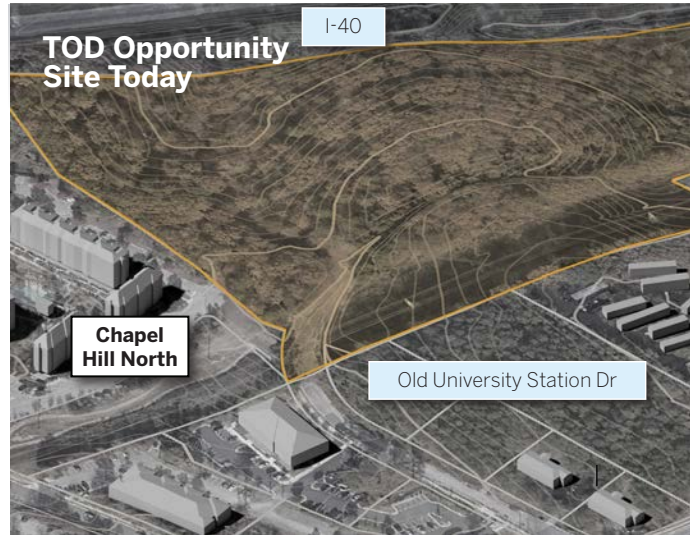 I-40
TOD Opportunity
Site Today
Chapel
Hill North
Old University Station Dr